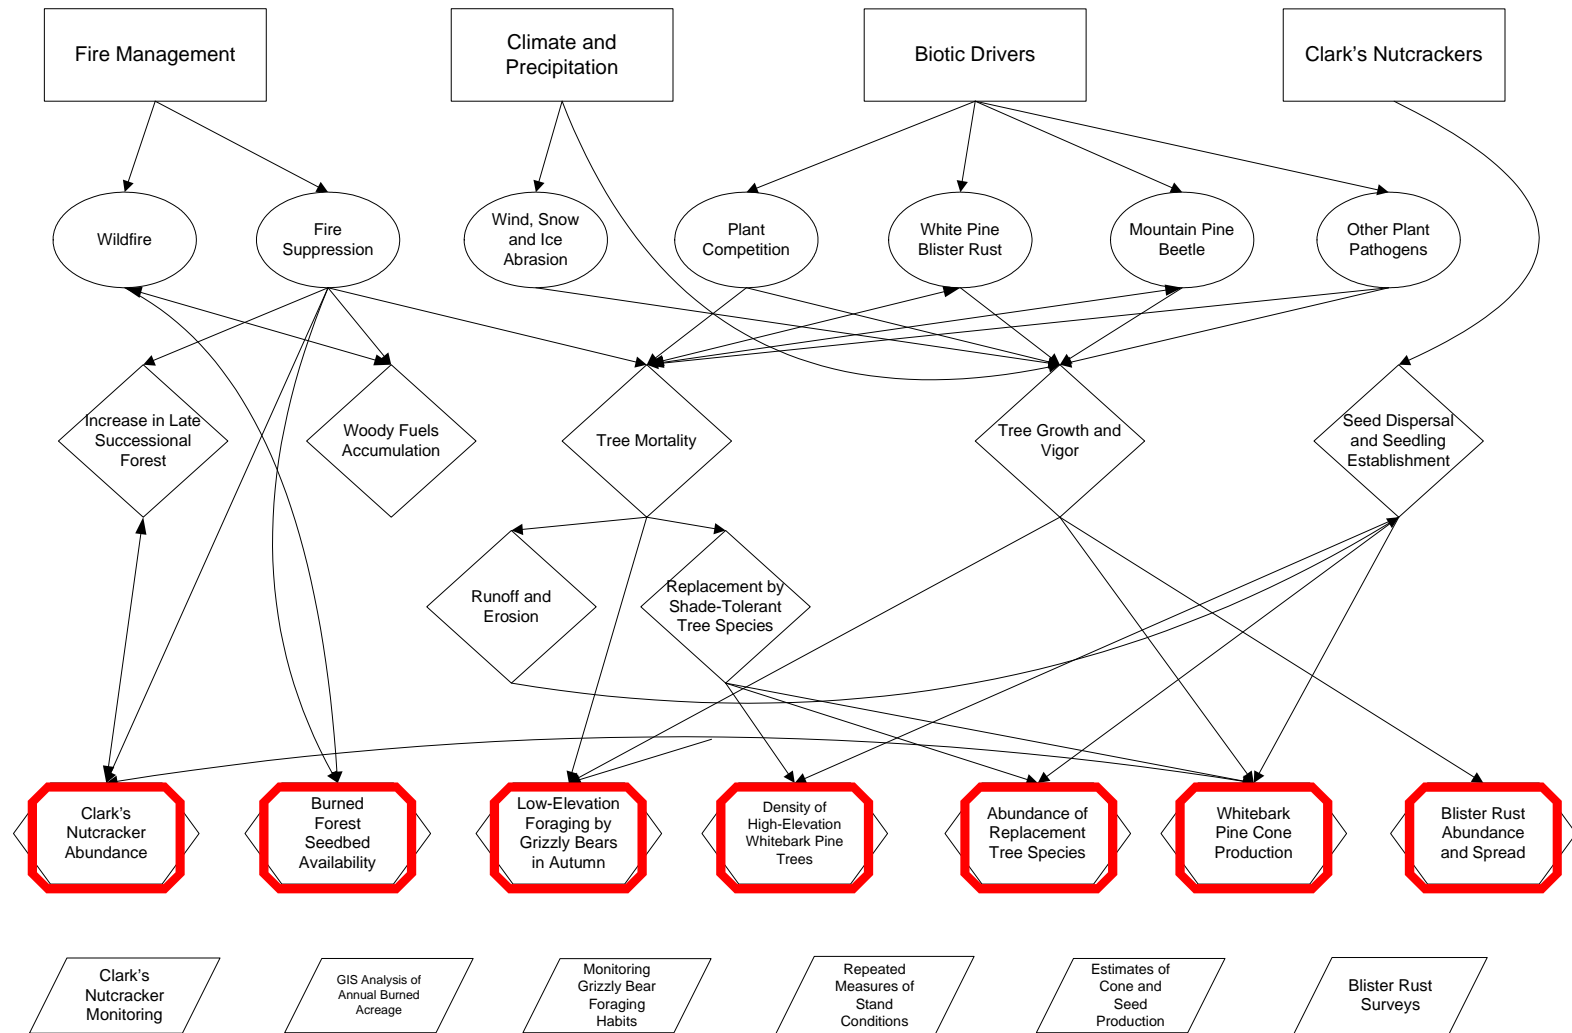 Fire Management
Climate and
Precipitation
Biotic Drivers
Clark's Nutcrackers
Wildfire
Fire
Suppression
Wind, Snow
and Ice
Abrasion
Plant
Competition
White Pine
Blister Rust
Mountain Pine
Beetle
Other Plant
Pathogens
Increase in Late
Successional
Forest
Woody Fuels
Accumulation
Tree Mortality
Tree Growth and
Vigor
Seed Dispersal
and Seedling
Establishment
Runoff and
Erosion
Replacement by
Shade-Tolerant
Tree Species
Clark's
Nutcracker
Abundance
Burned
Forest
Seedbed
Availability
Low-Elevation
Foraging by
Grizzly Bears
in Autumn
Density of
High-Elevation
Whitebark Pine
Trees
Abundance of
Replacement
Tree Species
Whitebark
Pine Cone
Production
Blister Rust
Abundance
and Spread
Clark's
Nutcracker
Monitoring
GIS Analysis of
Annual Burned
Acreage
Monitoring
Grizzly Bear
Foraging
Habits
Repeated
Measures of
Stand
Conditions
Estimates of
Cone and
Seed
Production
Blister Rust
Surveys